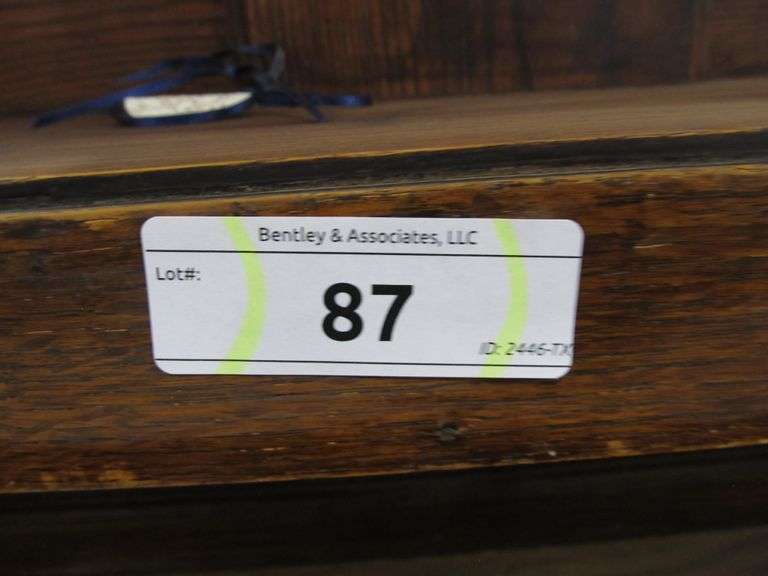 Bentley & Associates, LLC
Lot#:
87
ID: 2446-TX